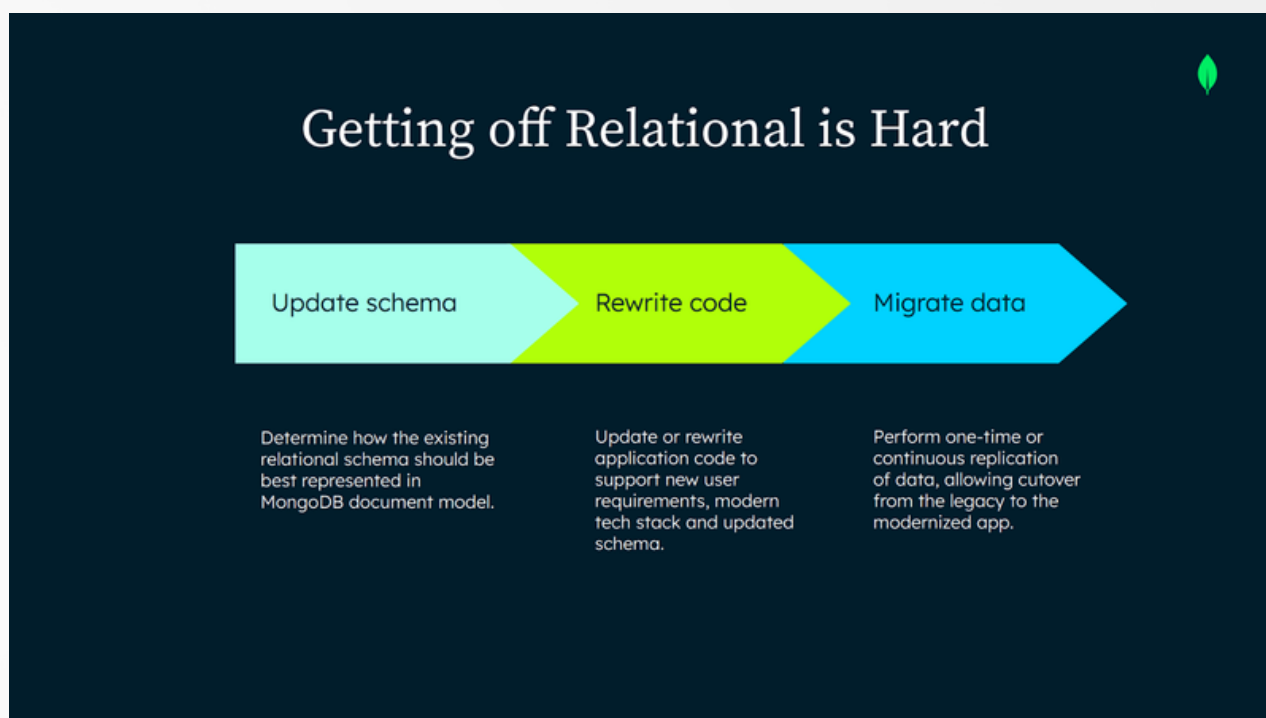 Getting off Relational is Hard
Update schema
Rewrite code
Migrate data
Determine how the existing
relational schema should be
best represented in
MongoDB document model.
Update or rewrite
application code to
support new user
requirements, modern
tech stack and updated
schema.
Perform one-time or
continuous replication
of data, allowing cutover
from the legacy to the
modernized app.